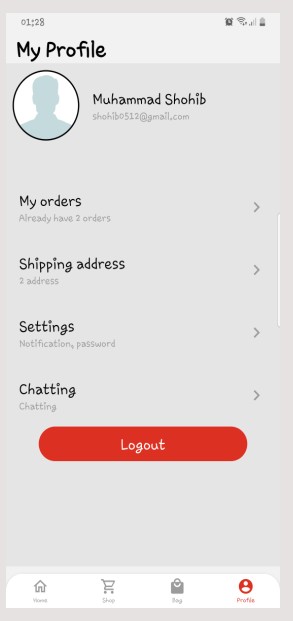 01:28
My Profile
Muhammad Shohib
shohib0512@gmail.com
My orders
Already have 2 orders
Shipping address
2 address
Settings
Notification, password
Chatting
Chatting
Logout
Home
Shop
Bag
Profile